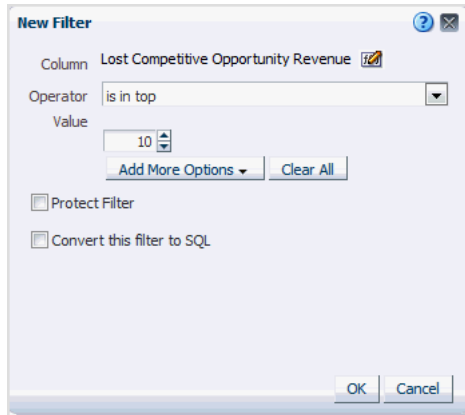 New Filter
Column Lost Competitive Opportunity Revenue
Operator is in top
Value
10
Add More Options Clear All
Protect Filter
Convert this filter to SQL
OK Cancel